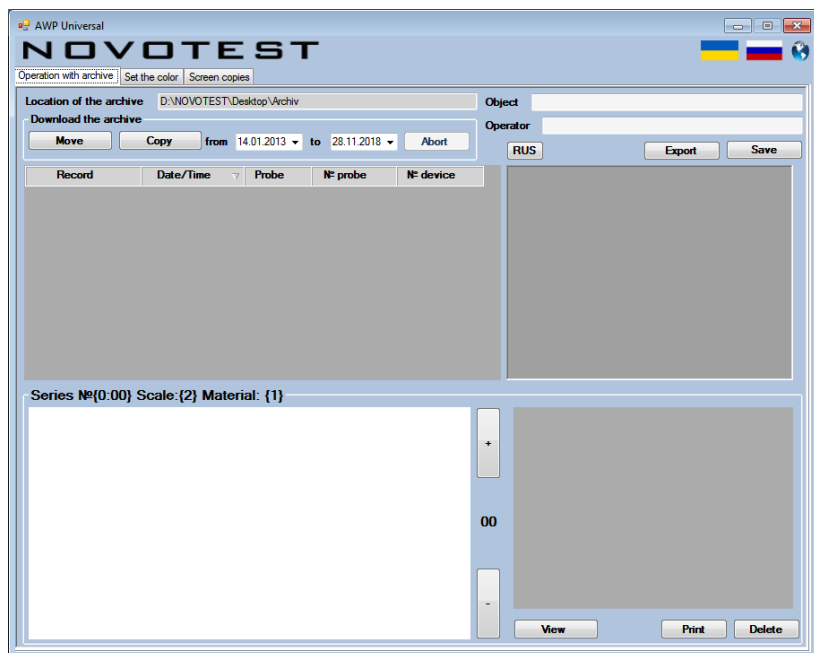 AWP Universal
NOVOTEST
Operation with archive Set the color Screen copies
Location of the archive D:\NOVOTEST\Desktop\Archiv Object
Download the archive Operator
Move Copy from 14.01.2013 to 28.11.2018 Abort
RUS Export Save
Record Date/Time Probe № probe № device
Series №{0:00} Scale:{2} Material: {1}
+
00
-
View Print Delete